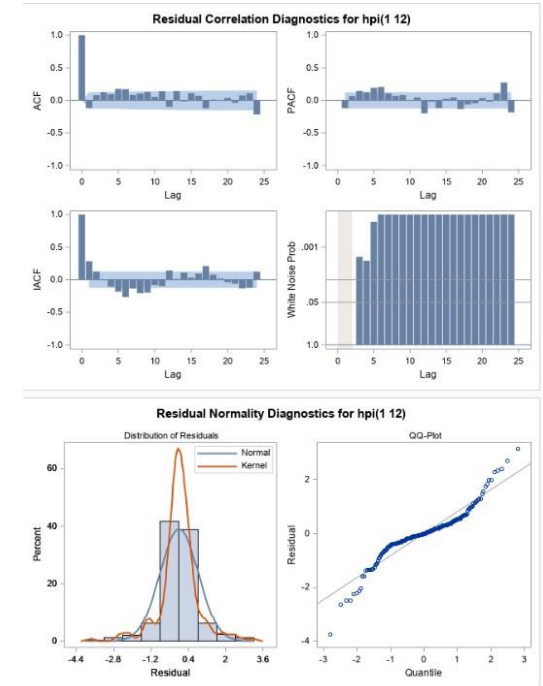 Residual Correlation Diagnostics for hpi(1 12)
1.0
0.5
0.0
-0.5
-1.0
ACF
0 5 10 15 20 25
Lag
1.0
0.5
0.0
-0.5
-1.0
PACF
0 5 10 15 20 25
Lag
1.0
0.5
0.0
-0.5
-1.0
IACF
0 5 10 15 20 25
Lag
.001
.05
1.0
White Noise Prob
0 5 10 15 20 25
Lag
Residual Normality Diagnostics for hpi(1 12)
Distribution of Residuals
Normal
Kernel
60
40
20
0
Percent
-4.4 -2.8 -1.2 0.4 2 3.6
Residual
QQ-Plot
2
0
-2
-4
Residual
-3 -2 -1 0 1 2 3
Quantile